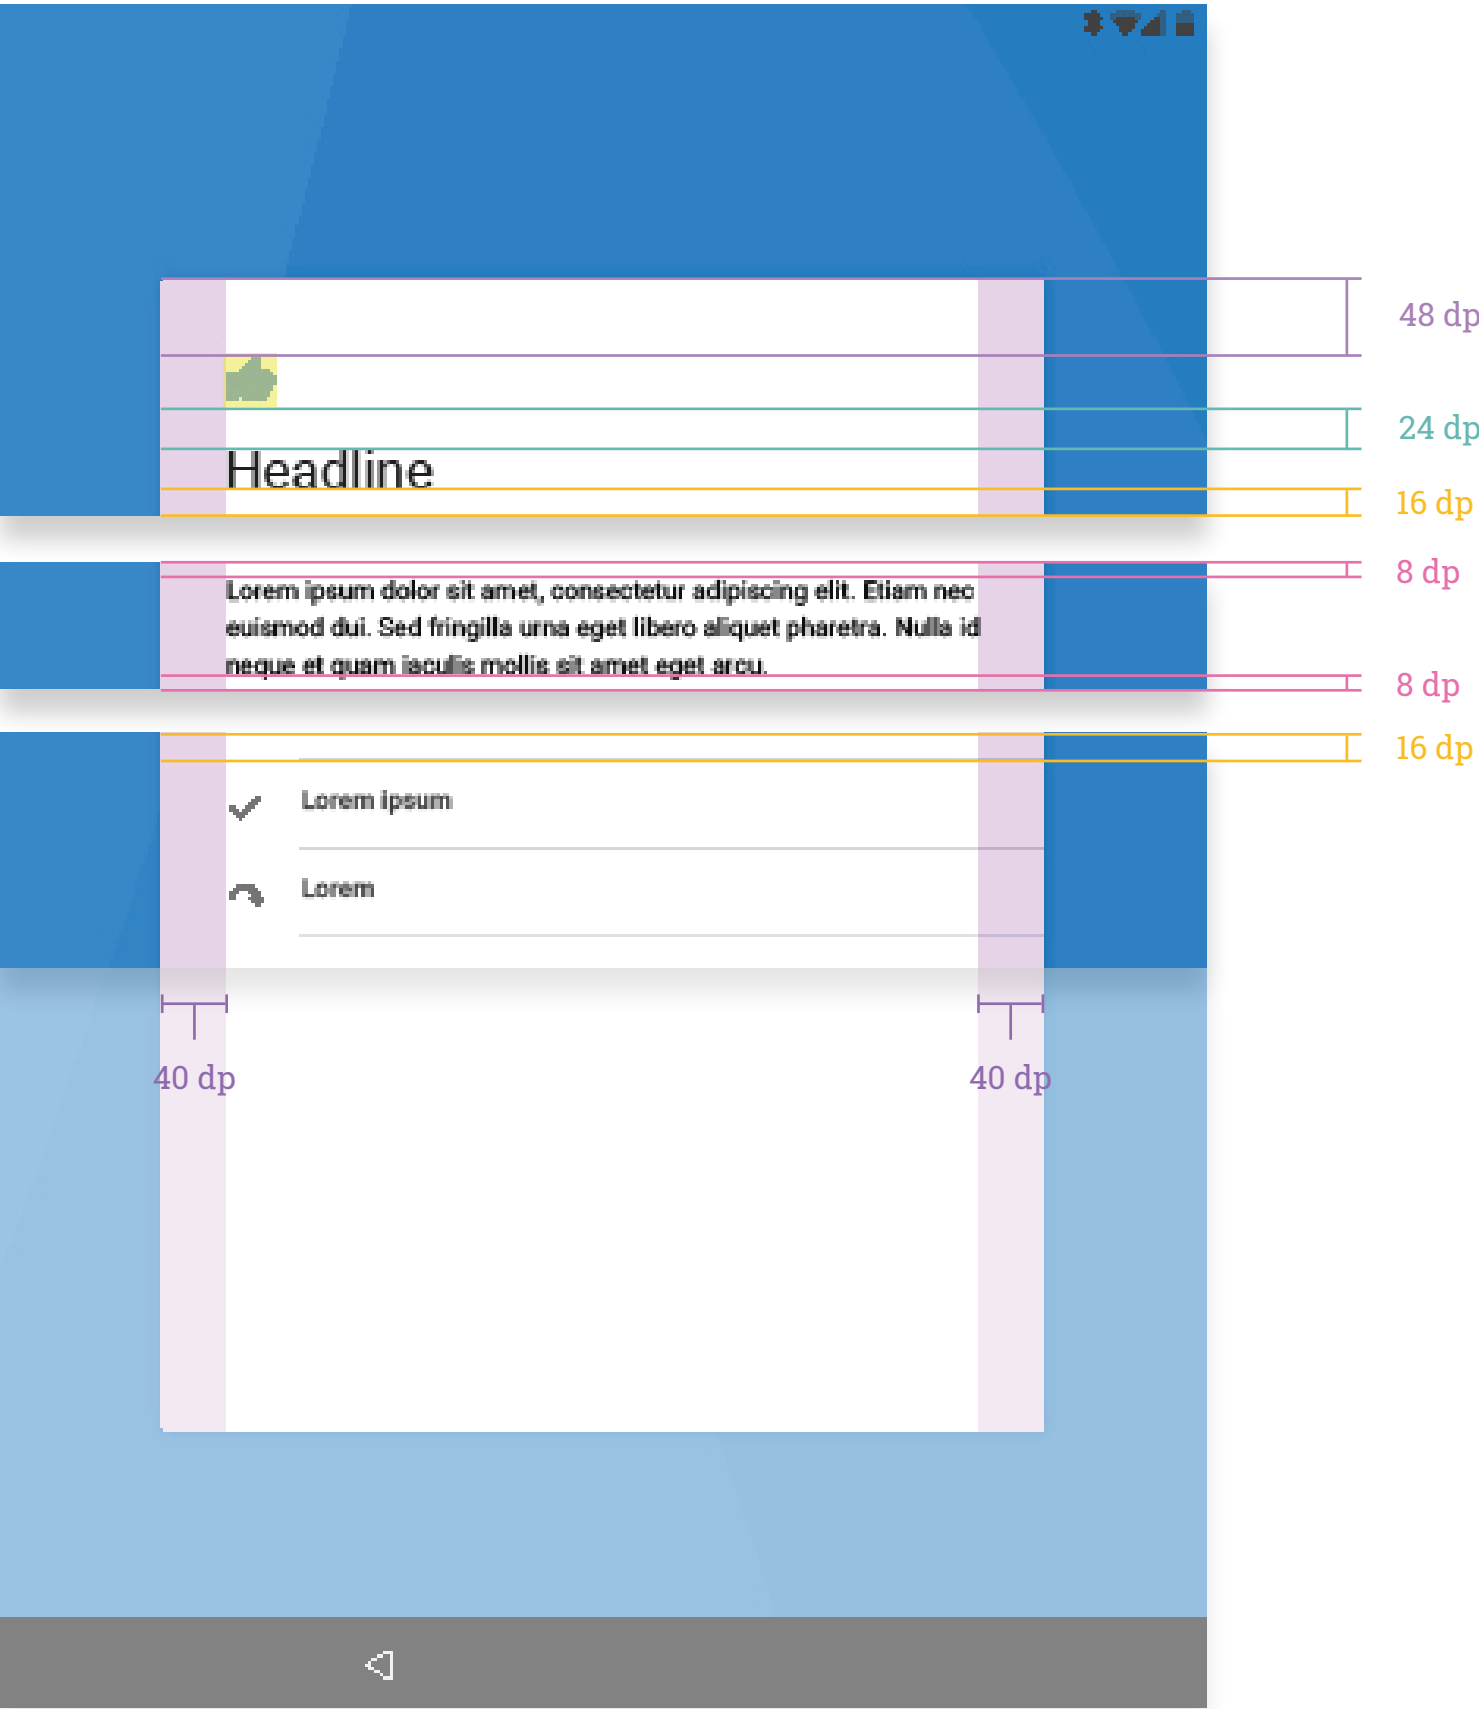 48 dp
24 dp
Headline
16 dp
8 dp
Lorem ipsum dolor sit amet, consectetur adipiscing elit. Etiam nec
euismod dui. Sed fringilla urna eget libero aliquet pharetra. Nulla id
neque et quam iaculis mollis sit amet eget arcu.
8 dp
16 dp
Lorem ipsum
Lorem
40 dp
40 dp